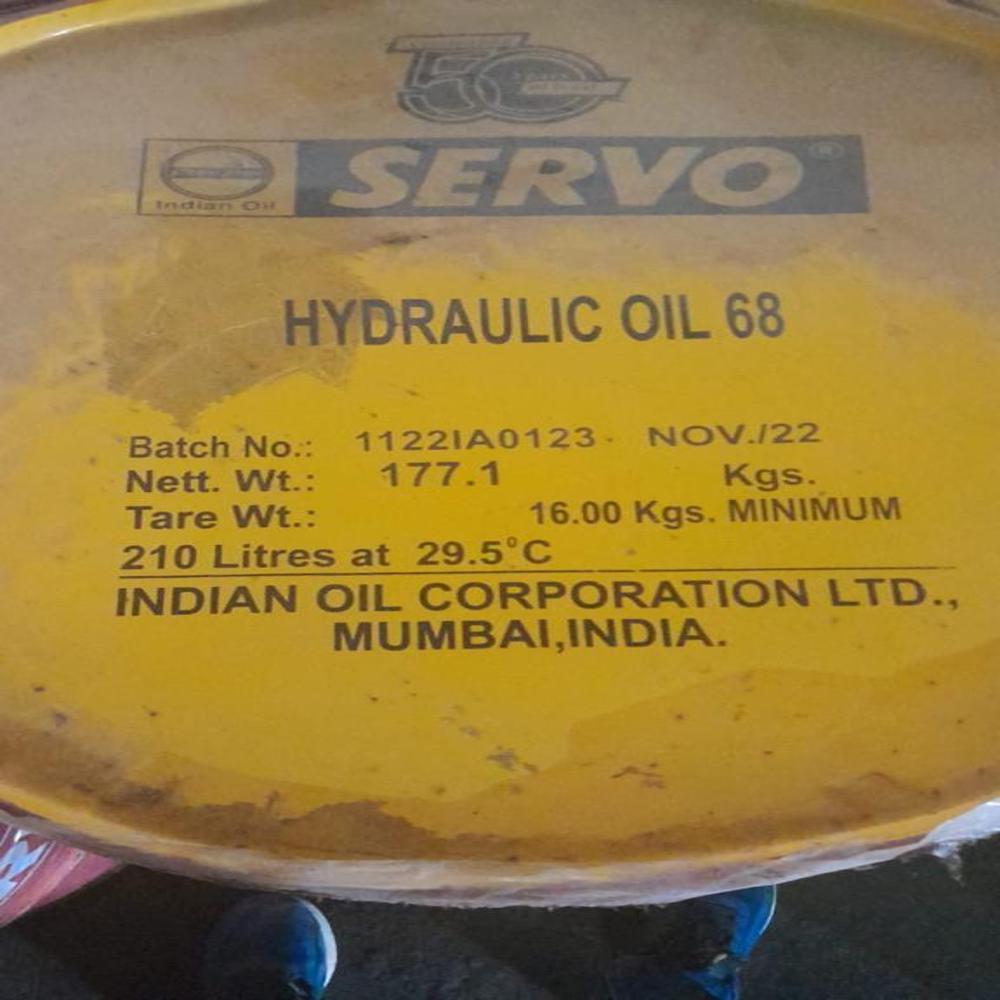 50
SERVO®
Indian Oil
HYDRAULIC OIL 68
Batch No.: 1122IA0123 NOV./22
Nett. Wt.: 177.1 Kgs.
Tare Wt.: 16.00 Kgs. MINIMUM
210 Litres at 29.5°C
INDIAN OIL CORPORATION LTD.,
MUMBAI,INDIA.